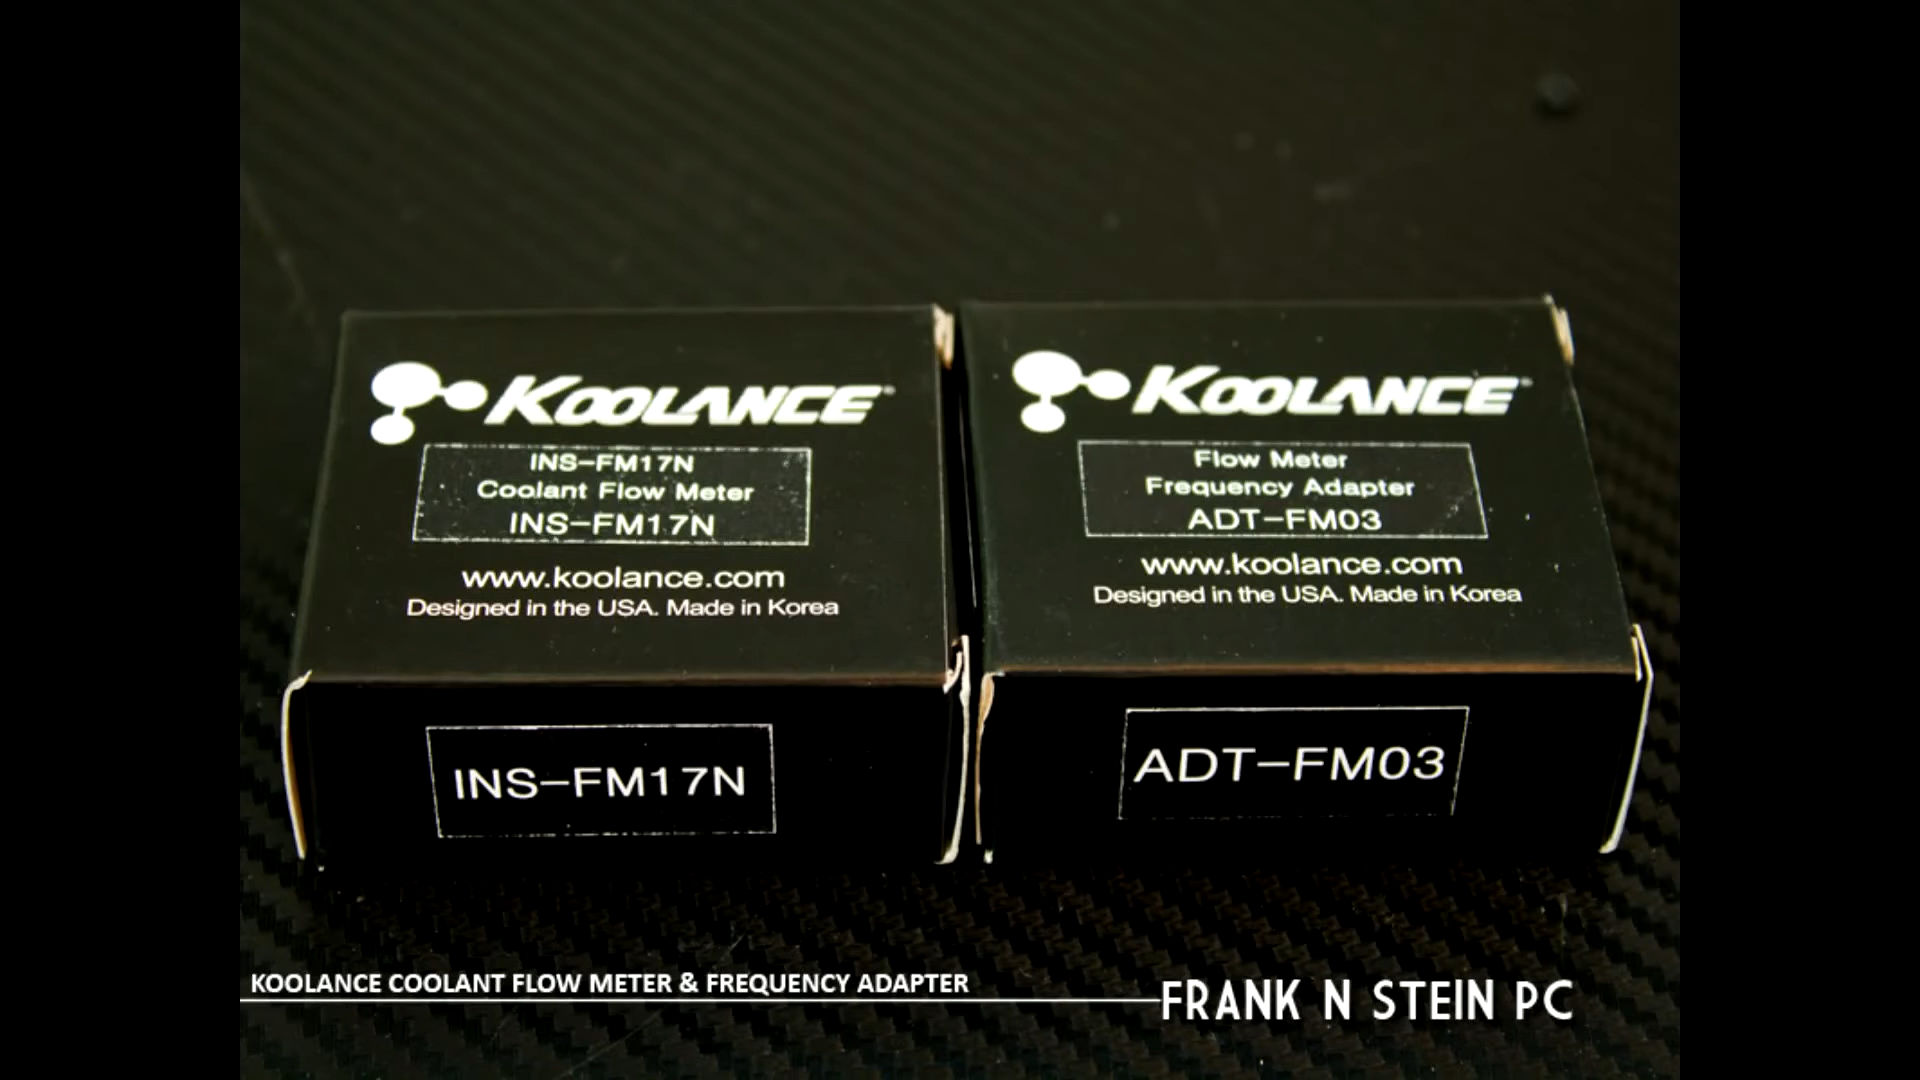 KOOLANCE
INS-FM17N
Coolant Flow Meter
INS-FM17N
www.koolance.com
Designed in the USA. Made in Korea
INS-FM17N
KOOLANCE
Flow Meter
Frequency Adapter
ADT-FM03
www.koolance.com
Designed in the USA. Made in Korea
ADT-FM03
KOOLANCE COOLANT FLOW METER & FREQUENCY ADAPTER
FRANK N STEIN PC